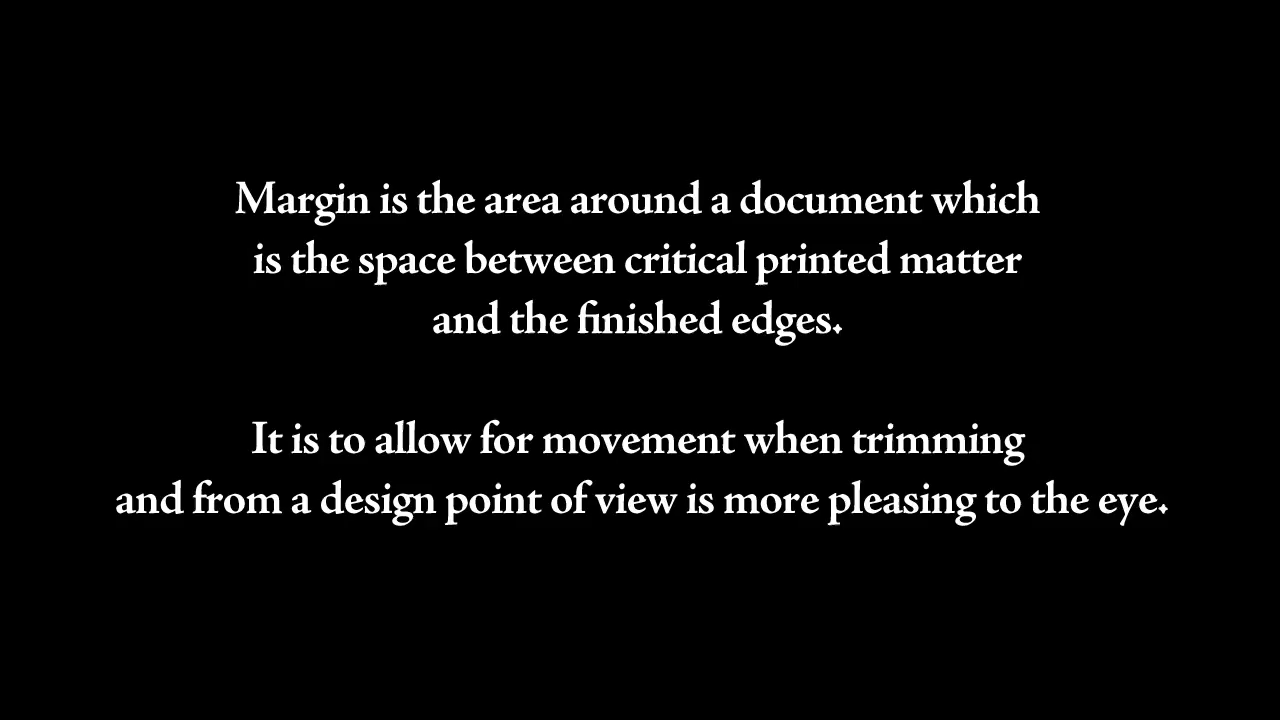 Margin is the area around a document which
is the space between critical printed matter
and the finished edges.
It is to allow for movement when trimming
and from a design point of view is more pleasing to the eye.